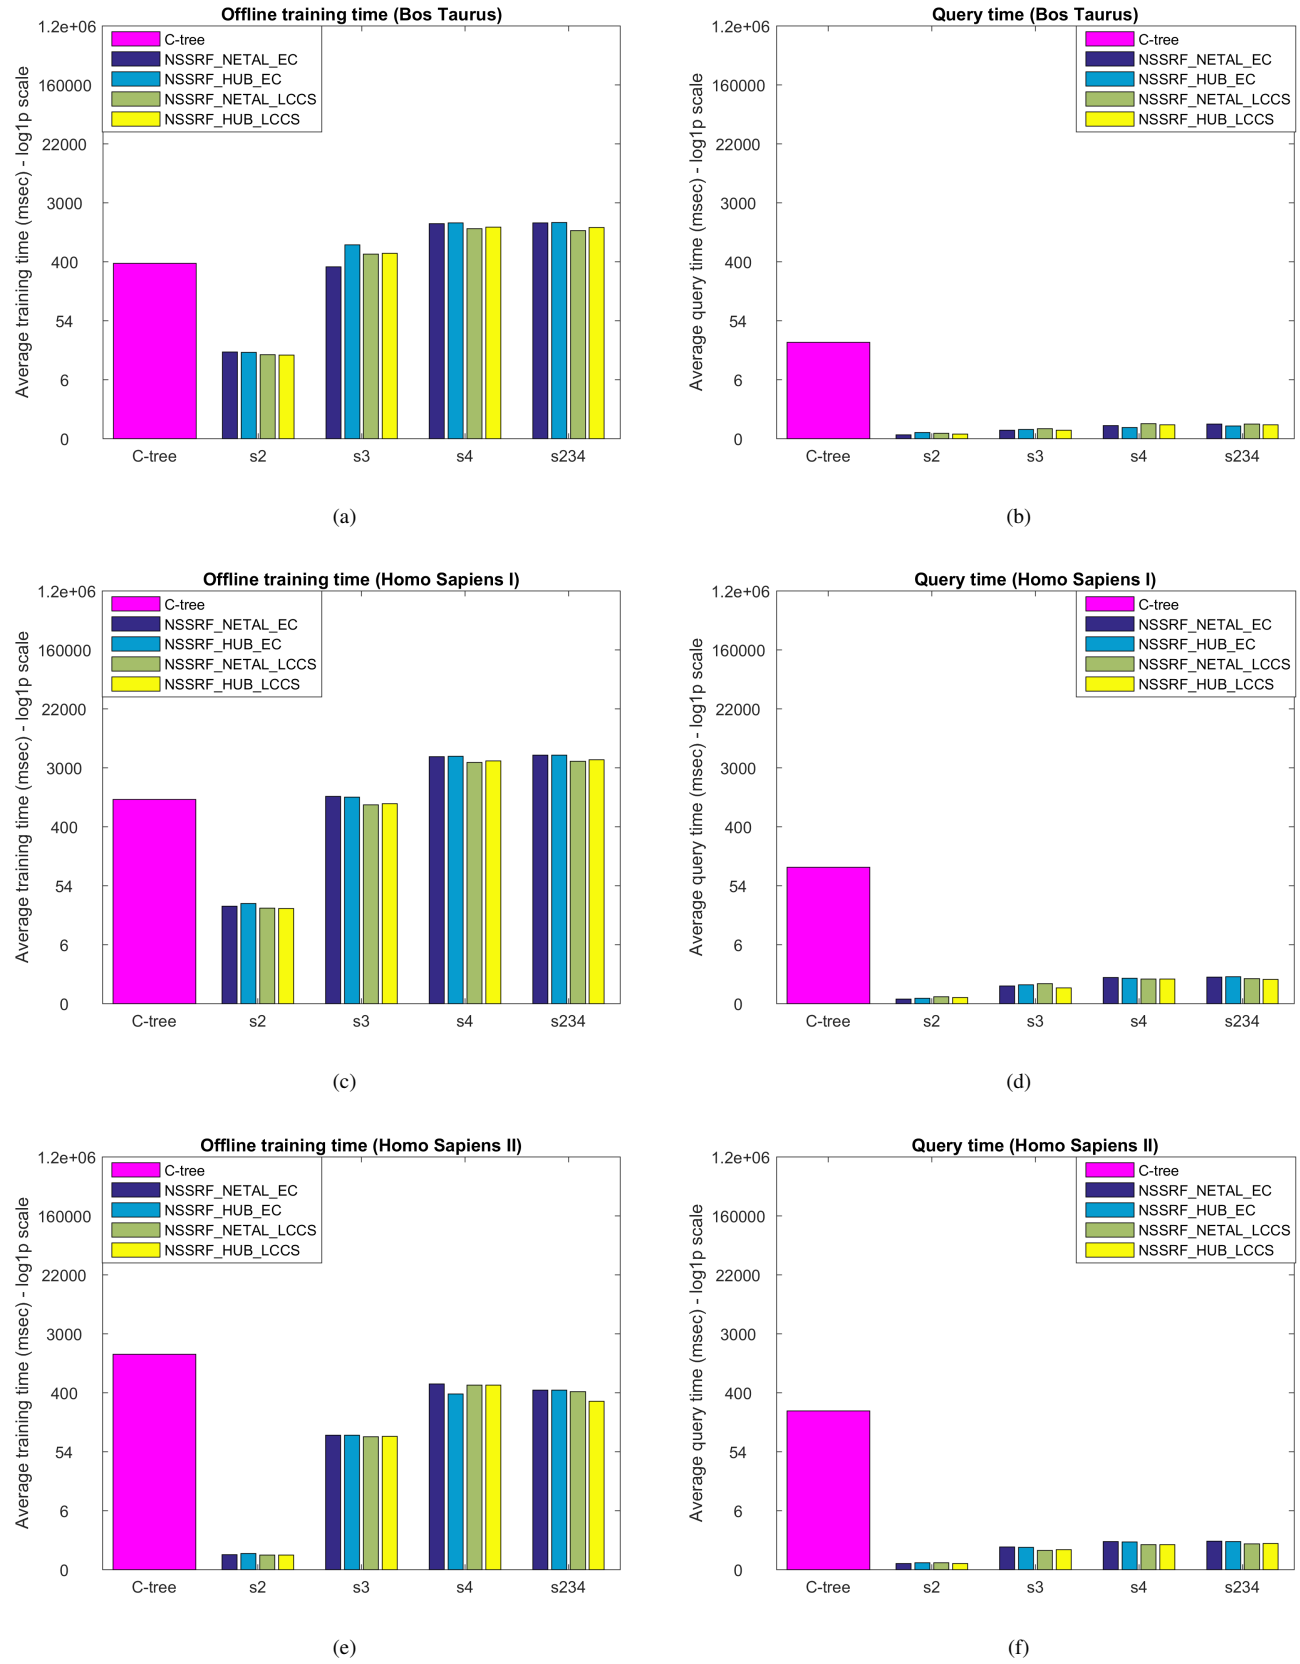 Offline training time (Bos Taurus)
Average training time (msec) - log1p scale
1.2e+06
160000
22000
3000
400
54
6
0
C-tree
NSSRF_NETAL_EC
NSSRF_HUB_EC
NSSRF_NETAL_LCCS
NSSRF_HUB_LCCS
C-tree s2 s3 s4 s234
(a)
Query time (Bos Taurus)
Average query time (msec) - log1p scale
1.2e+06
160000
22000
3000
400
54
6
0
C-tree
NSSRF_NETAL_EC
NSSRF_HUB_EC
NSSRF_NETAL_LCCS
NSSRF_HUB_LCCS
C-tree s2 s3 s4 s234
(b)
Offline training time (Homo Sapiens I)
Average training time (msec) - log1p scale
1.2e+06
160000
22000
3000
400
54
6
0
C-tree
NSSRF_NETAL_EC
NSSRF_HUB_EC
NSSRF_NETAL_LCCS
NSSRF_HUB_LCCS
C-tree s2 s3 s4 s234
(c)
Query time (Homo Sapiens I)
Average query time (msec) - log1p scale
1.2e+06
160000
22000
3000
400
54
6
0
C-tree
NSSRF_NETAL_EC
NSSRF_HUB_EC
NSSRF_NETAL_LCCS
NSSRF_HUB_LCCS
C-tree s2 s3 s4 s234
(d)
Offline training time (Homo Sapiens II)
Average training time (msec) - log1p scale
1.2e+06
160000
22000
3000
400
54
6
0
C-tree
NSSRF_NETAL_EC
NSSRF_HUB_EC
NSSRF_NETAL_LCCS
NSSRF_HUB_LCCS
C-tree s2 s3 s4 s234
(e)
Query time (Homo Sapiens II)
Average query time (msec) - log1p scale
1.2e+06
160000
22000
3000
400
54
6
0
C-tree
NSSRF_NETAL_EC
NSSRF_HUB_EC
NSSRF_NETAL_LCCS
NSSRF_HUB_LCCS
C-tree s2 s3 s4 s234
(f)